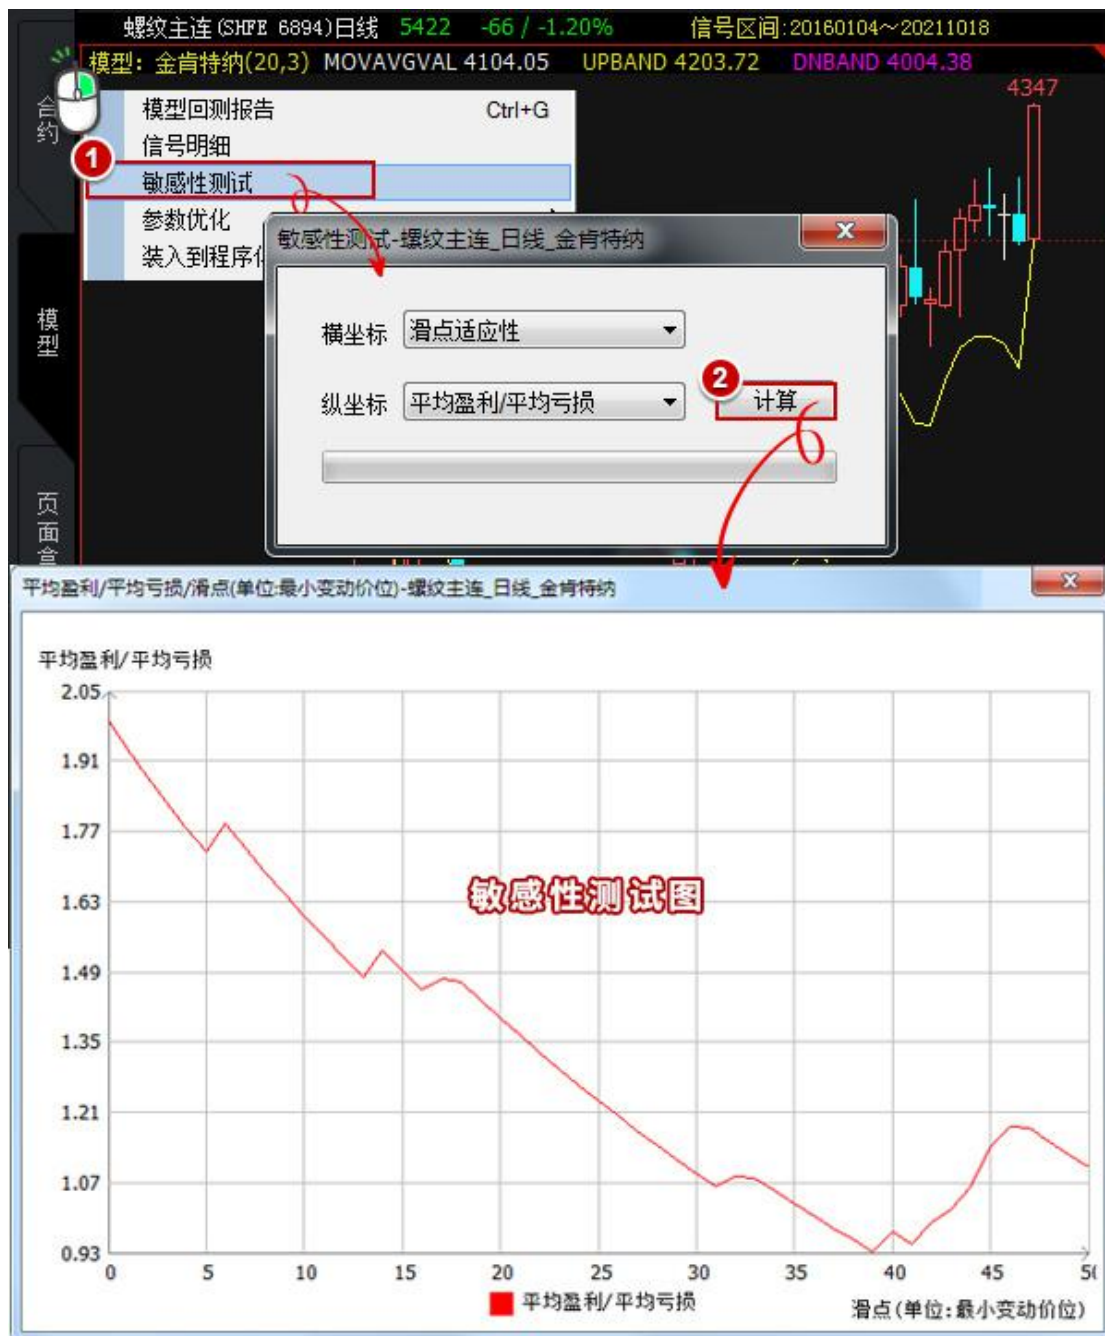 螺纹主连(SHFE 6894)日线 5422 -66 / -1.20% 信号区间:20160104～20211018
模型: 金肯特纳(20,3) MOVAVGVAL 4104.05 UPBAND 4203.72 DNBAND 4004.38
4347
合约
模型回测报告 Ctrl+G
信号明细
1
敏感性测试
参数优化
装入到程序化
模型
页面盒
敏感性测试-螺纹主连_日线_金肯特纳
x
横坐标 滑点适应性
2
纵坐标 平均盈利/平均亏损 计算
平均盈利/平均亏损/滑点(单位:最小变动价位)-螺纹主连_日线_金肯特纳
x
平均盈利/平均亏损
2.05
1.91
1.77
敏感性测试图
1.63
1.49
1.35
1.21
1.07
0.93
0 5 10 15 20 25 30 35 40 45 50
平均盈利/平均亏损
滑点(单位:最小变动价位)